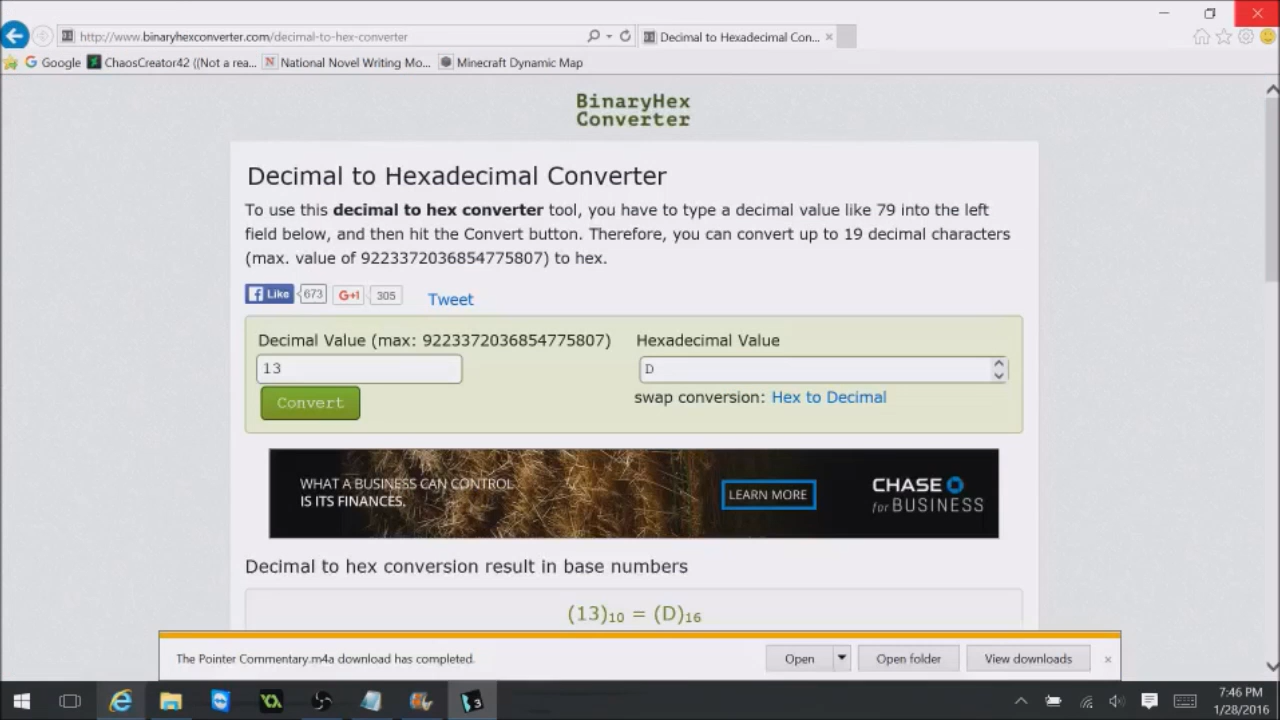 http://www.binaryhexconverter.com/decimal-to-hex-converter
Decimal to Hexadecimal Con...
Google
ChaosCreator42 ((Not a rea...
National Novel Writing Mo...
Minecraft Dynamic Map
BinaryHex
Converter
Decimal to Hexadecimal Converter
To use this decimal to hex converter tool, you have to type a decimal value like 79 into the left
field below, and then hit the Convert button. Therefore, you can convert up to 19 decimal characters
(max. value of 9223372036854775807) to hex.
Like 673 G+1 305 Tweet
Decimal Value (max: 9223372036854775807) Hexadecimal Value
13 D
swap conversion: Hex to Decimal
Convert
WHAT A BUSINESS CAN CONTROL
IS ITS FINANCES.
LEARN MORE
CHASE
for BUSINESS
Decimal to hex conversion result in base numbers
(13)10 = (D)16
The Pointer Commentary.m4a download has completed. Open Open folder View downloads
7:46 PM
1/28/2016